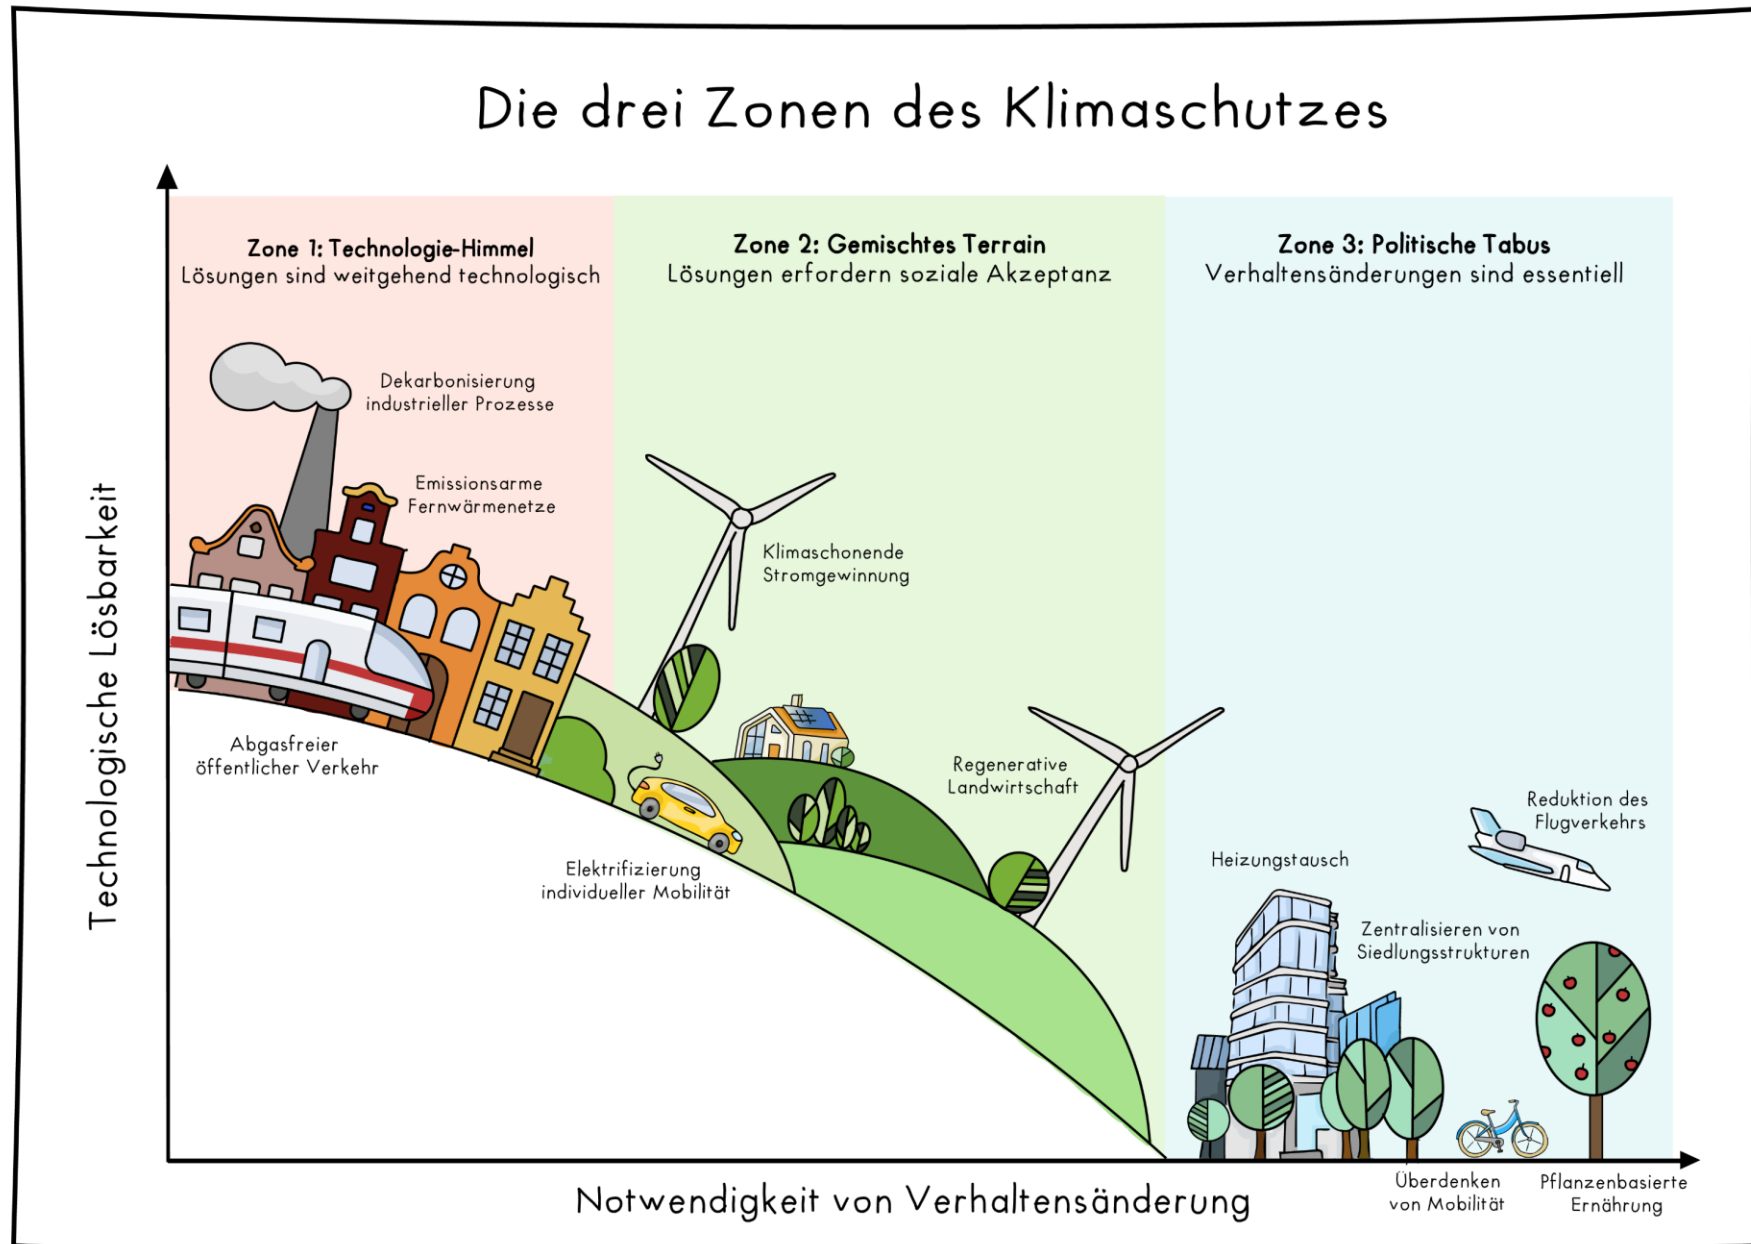 Die drei Zonen des Klimaschutzes
Zone 1: Technologie-Himmel
Lösungen sind weitgehend technologisch
Zone 2: Gemischtes Terrain
Lösungen erfordern soziale Akzeptanz
Zone 3: Politische Tabus
Verhaltensänderungen sind essentiell
Technologische Lösbarkeit
Dekarbonisierung
industrieller Prozesse
Emissionsarme
Fernwärmenetze
Abgasfreier
öffentlicher Verkehr
Klimaschonende
Stromgewinnung
Elektrifizierung
individueller Mobilität
Regenerative
Landwirtschaft
Heizungstausch
Reduktion des
Flugverkehrs
Zentralisieren von
Siedlungsstrukturen
Überdenken
von Mobilität
Pflanzenbasierte
Ernährung
Notwendigkeit von Verhaltensänderung